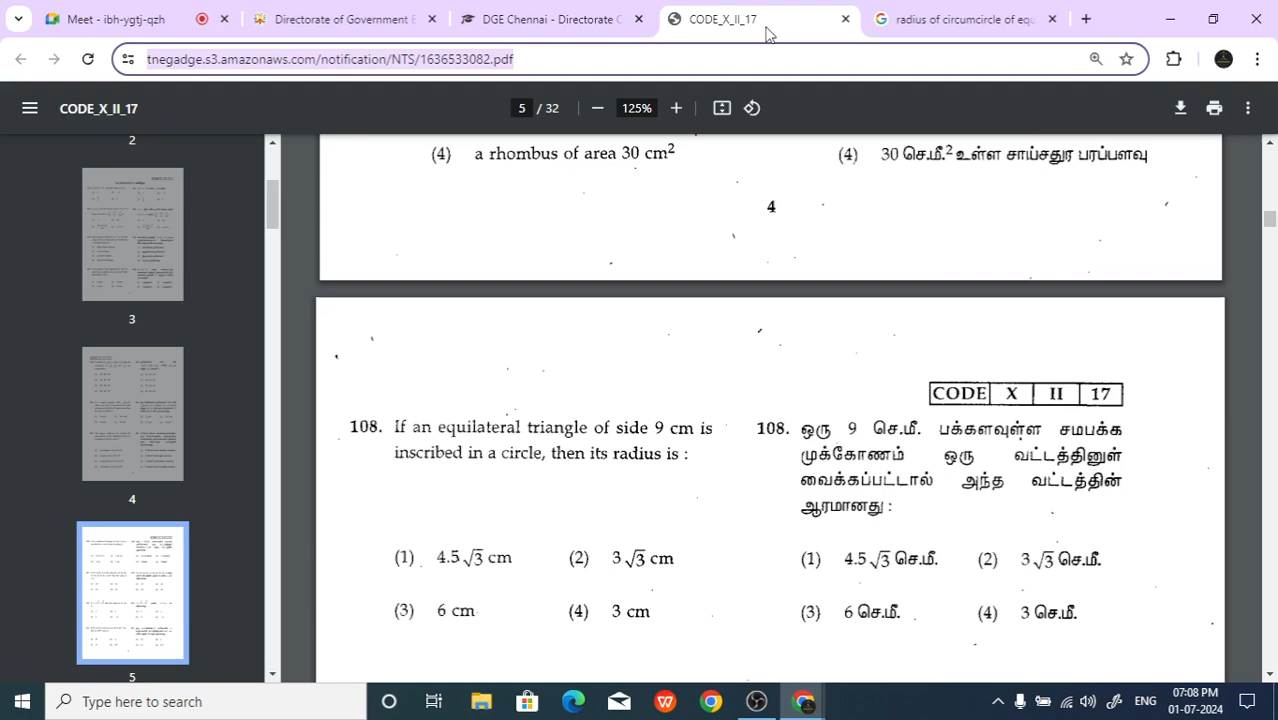 Meet - ibh-ygtj-qzh
Directorate of Government E
DGE Chennai - Directorate C
CODE_X_II_17
radius of circumcircle of equ
tnegadge.s3.amazonaws.com/notification/NTS/1636533082.pdf
CODE_X_II_17
5 / 32
125%
2
3
4
5
(4) a rhombus of area 30 cm²
(4) 30 செ.மீ.² உள்ள சாய்சதுர பரப்பளவு
4
CODE X II 17
108. If an equilateral triangle of side 9 cm is
inscribed in a circle, then its radius is :
(1) 4.5√3 cm (2) 3√3 cm
(3) 6 cm (4) 3 cm
108. ஒரு 9 செ.மீ. பக்களவுள்ள சமபக்க
முக்கோணம் ஒரு வட்டத்தினுள்
வைக்கப்பட்டால் அந்த வட்டத்தின்
ஆரமானது :
(1) 4.5√3 செ.மீ. (2) 3√3 செ.மீ.
(3) 6 செ.மீ. (4) 3 செ.மீ.
Type here to search
ENG
07:08 PM
01-07-2024